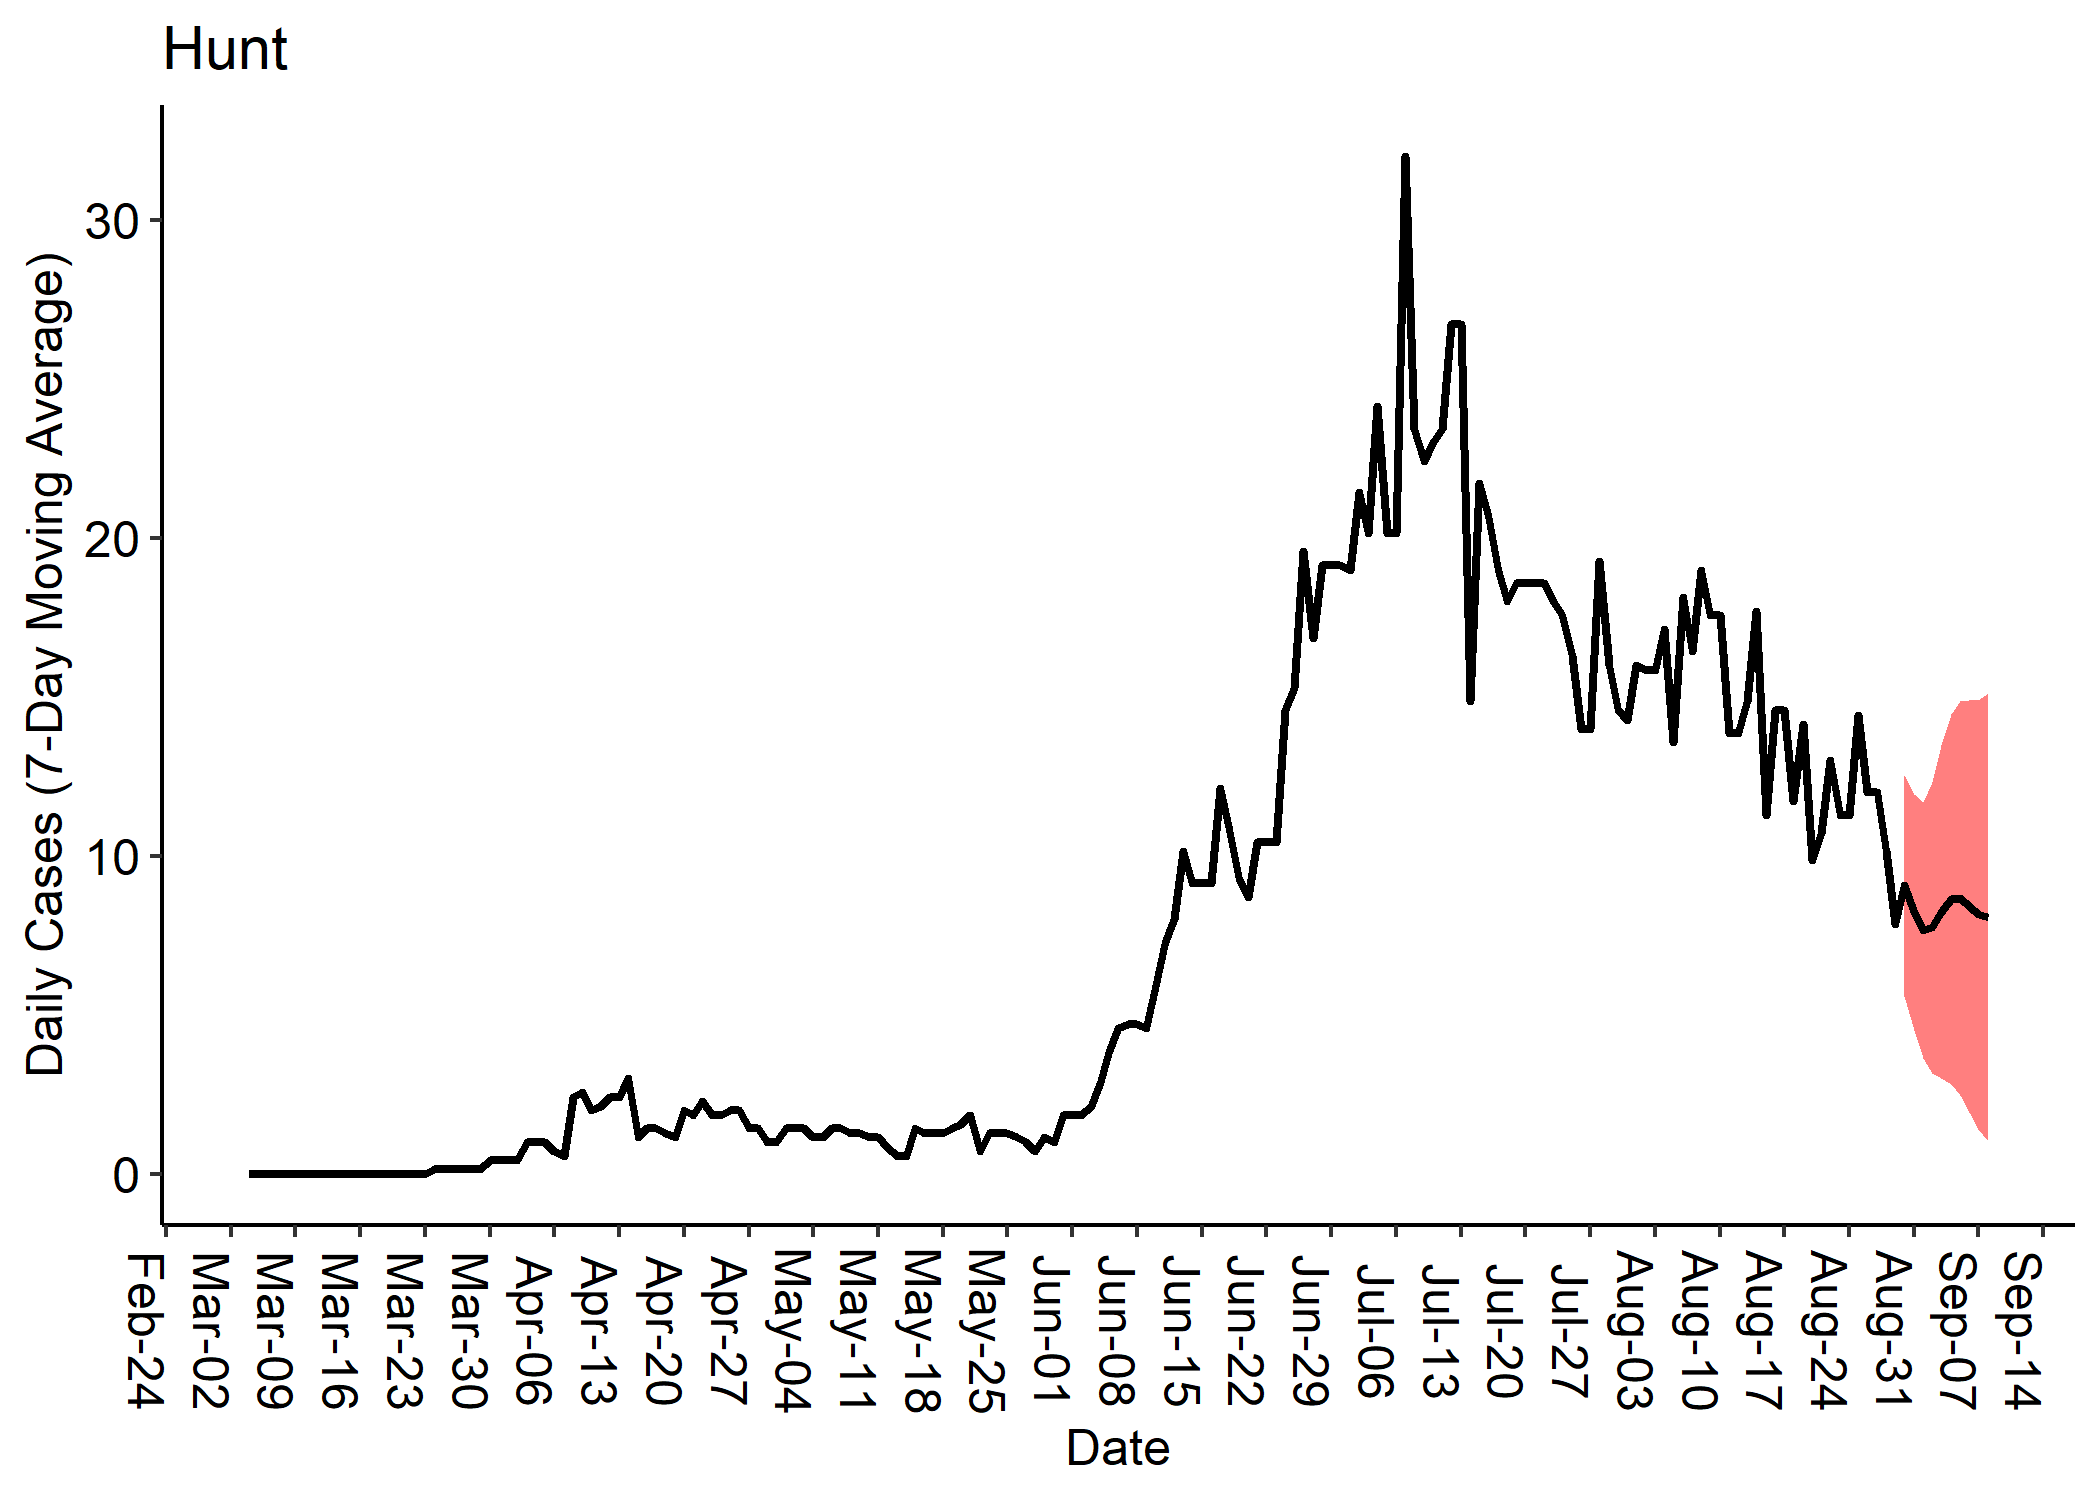 Hunt
Daily Cases (7-Day Moving Average)
30
20
10
0
Feb-24
Mar-02
Mar-09
Mar-16
Mar-23
Mar-30
Apr-06
Apr-13
Apr-20
Apr-27
May-04
May-11
May-18
May-25
Jun-01
Jun-08
Jun-15
Jun-22
Jun-29
Jul-06
Jul-13
Jul-20
Jul-27
Aug-03
Aug-10
Aug-17
Aug-24
Aug-31
Sep-07
Sep-14
Date